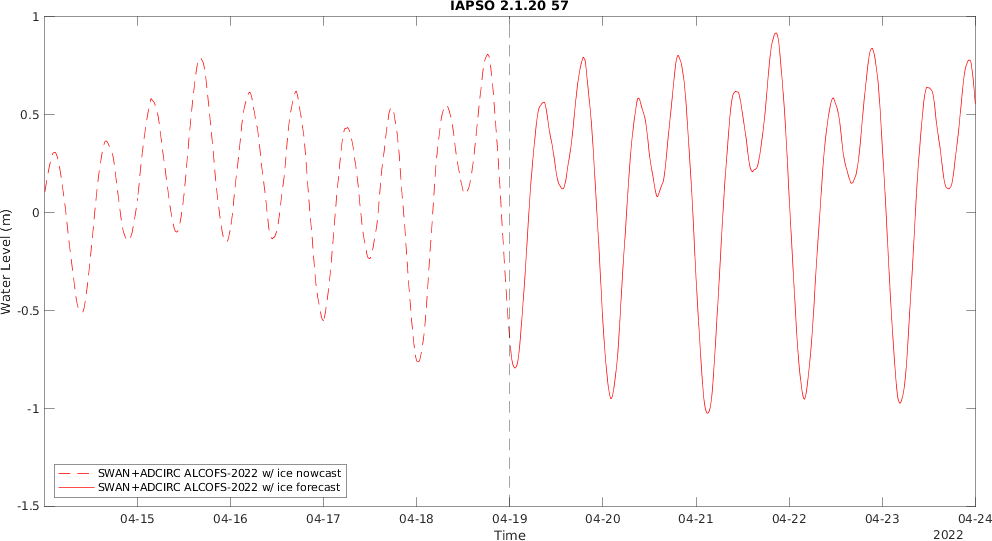 IAPSO 2.1.20 57
1
0.5
0
-0.5
-1
-1.5
Water Level (m)
SWAN+ADCIRC ALCOFS-2022 w/ ice nowcast
SWAN+ADCIRC ALCOFS-2022 w/ ice forecast
04-15 04-16 04-17 04-18 04-19 04-20 04-21 04-22 04-23 04-24
Time
2022